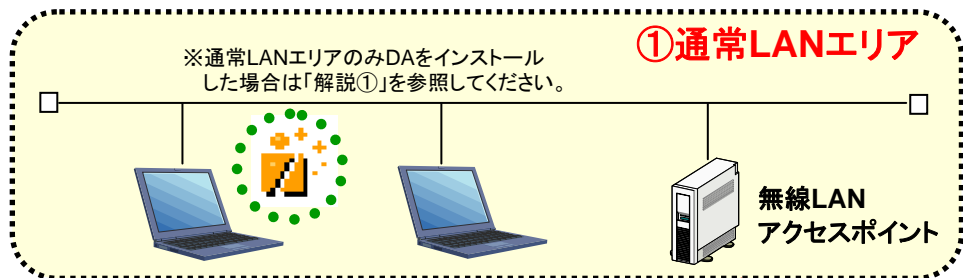 ①通常LANエリア
※通常LANエリアのみDAをインストール
した場合は「解説①」を参照してください。
無線LAN
アクセスポイント